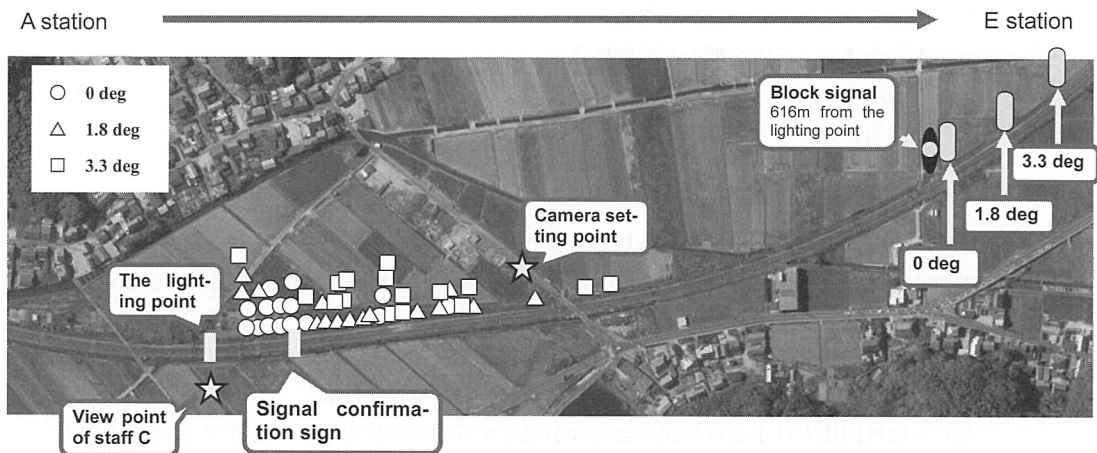 A station
E station
0 deg
1.8 deg
3.3 deg
Block signal
616m from the
lighting point
3.3 deg
1.8 deg
0 deg
Camera set-
ting point
The light-
ing point
View point
of staff C
Signal confirma-
tion sign